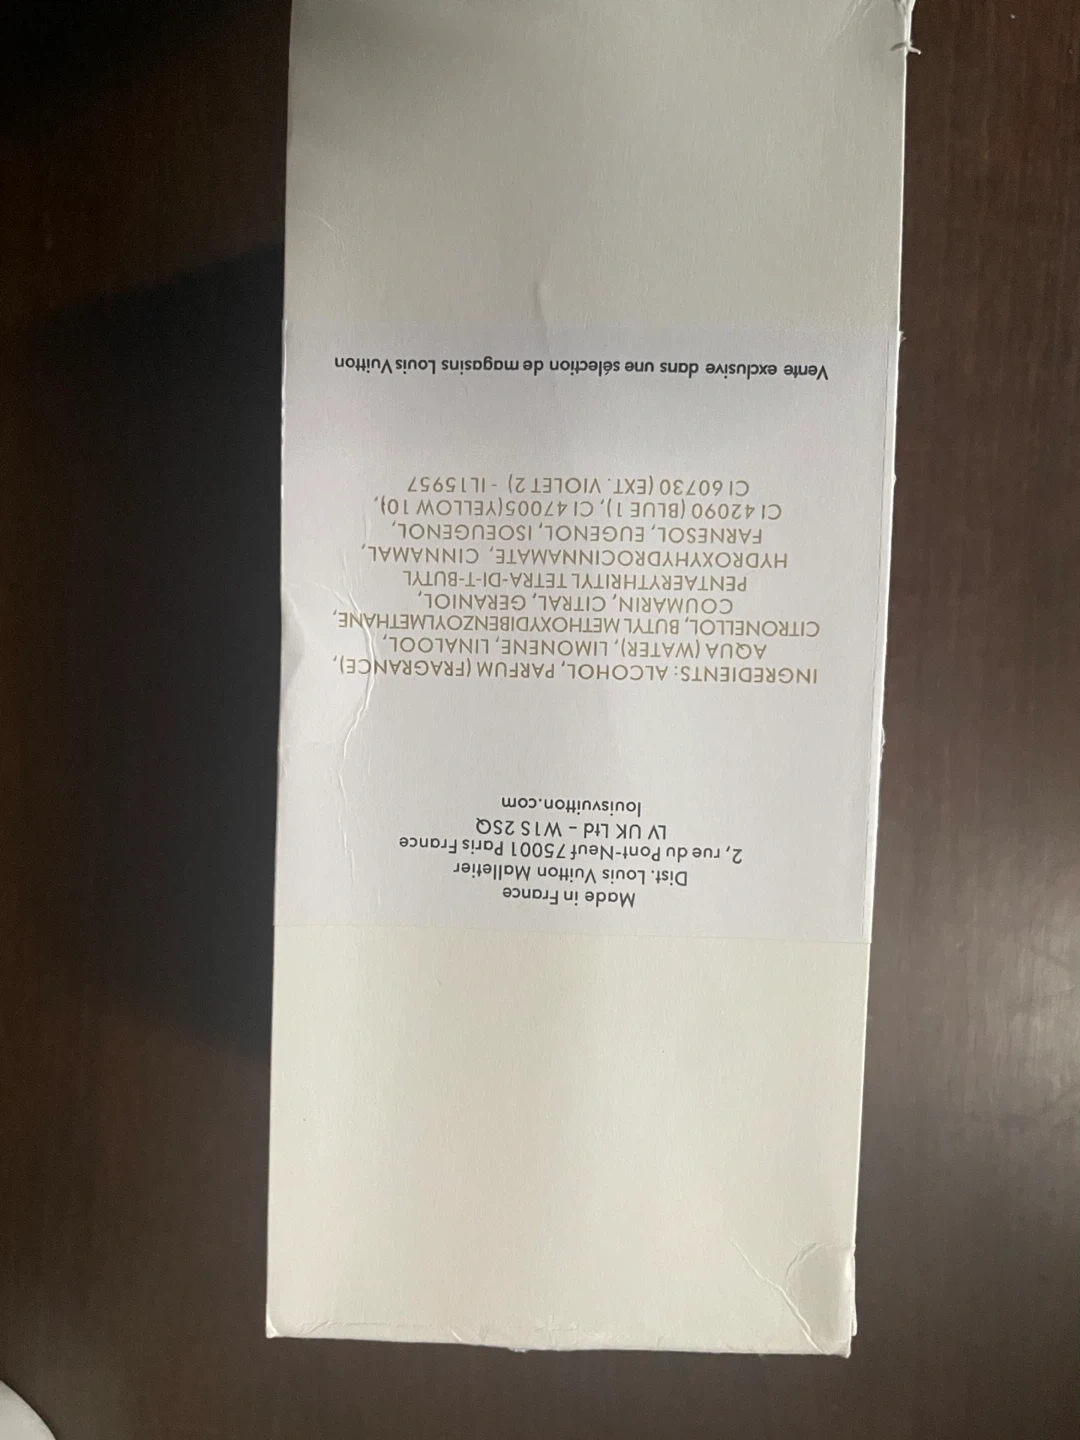 Made in France
Dist. Louis Vuitton Malletier
2, rue du Pont-Neuf 75001 Paris France
LV UK Ltd - W1S 2SQ
louisvuitton.com
INGREDIENTS: ALCOHOL, PARFUM (FRAGRANCE),
AQUA (WATER), LIMONENE, LINALOOL,
CITRONELLOL, BUTYL METHOXYDIBENZOYLMETHANE,
COUMARIN, CITRAL, GERANIOL,
PENTAERYTHRITYL TETRA-DI-T-BUTYL
HYDROXYHYDROCINNAMATE, CINNAMAL,
FARNESOL, EUGENOL, ISOEUGENOL,
CI 42090 (BLUE 1), CI 47005(YELLOW 10),
CI 60730 (EXT. VIOLET 2) - IL15957
Vente exclusive dans une sélection de magasins Louis Vuitton